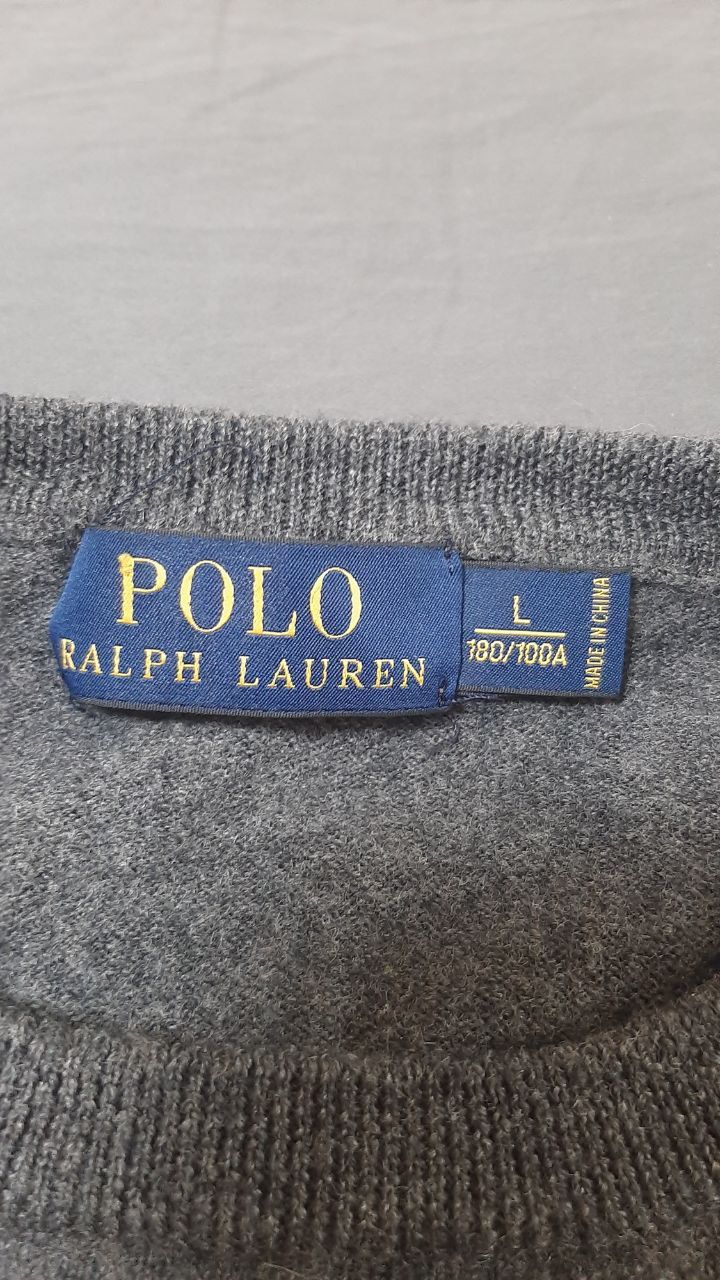 POLO
RALPH LAUREN
L
180/100A
MADE IN CHINA